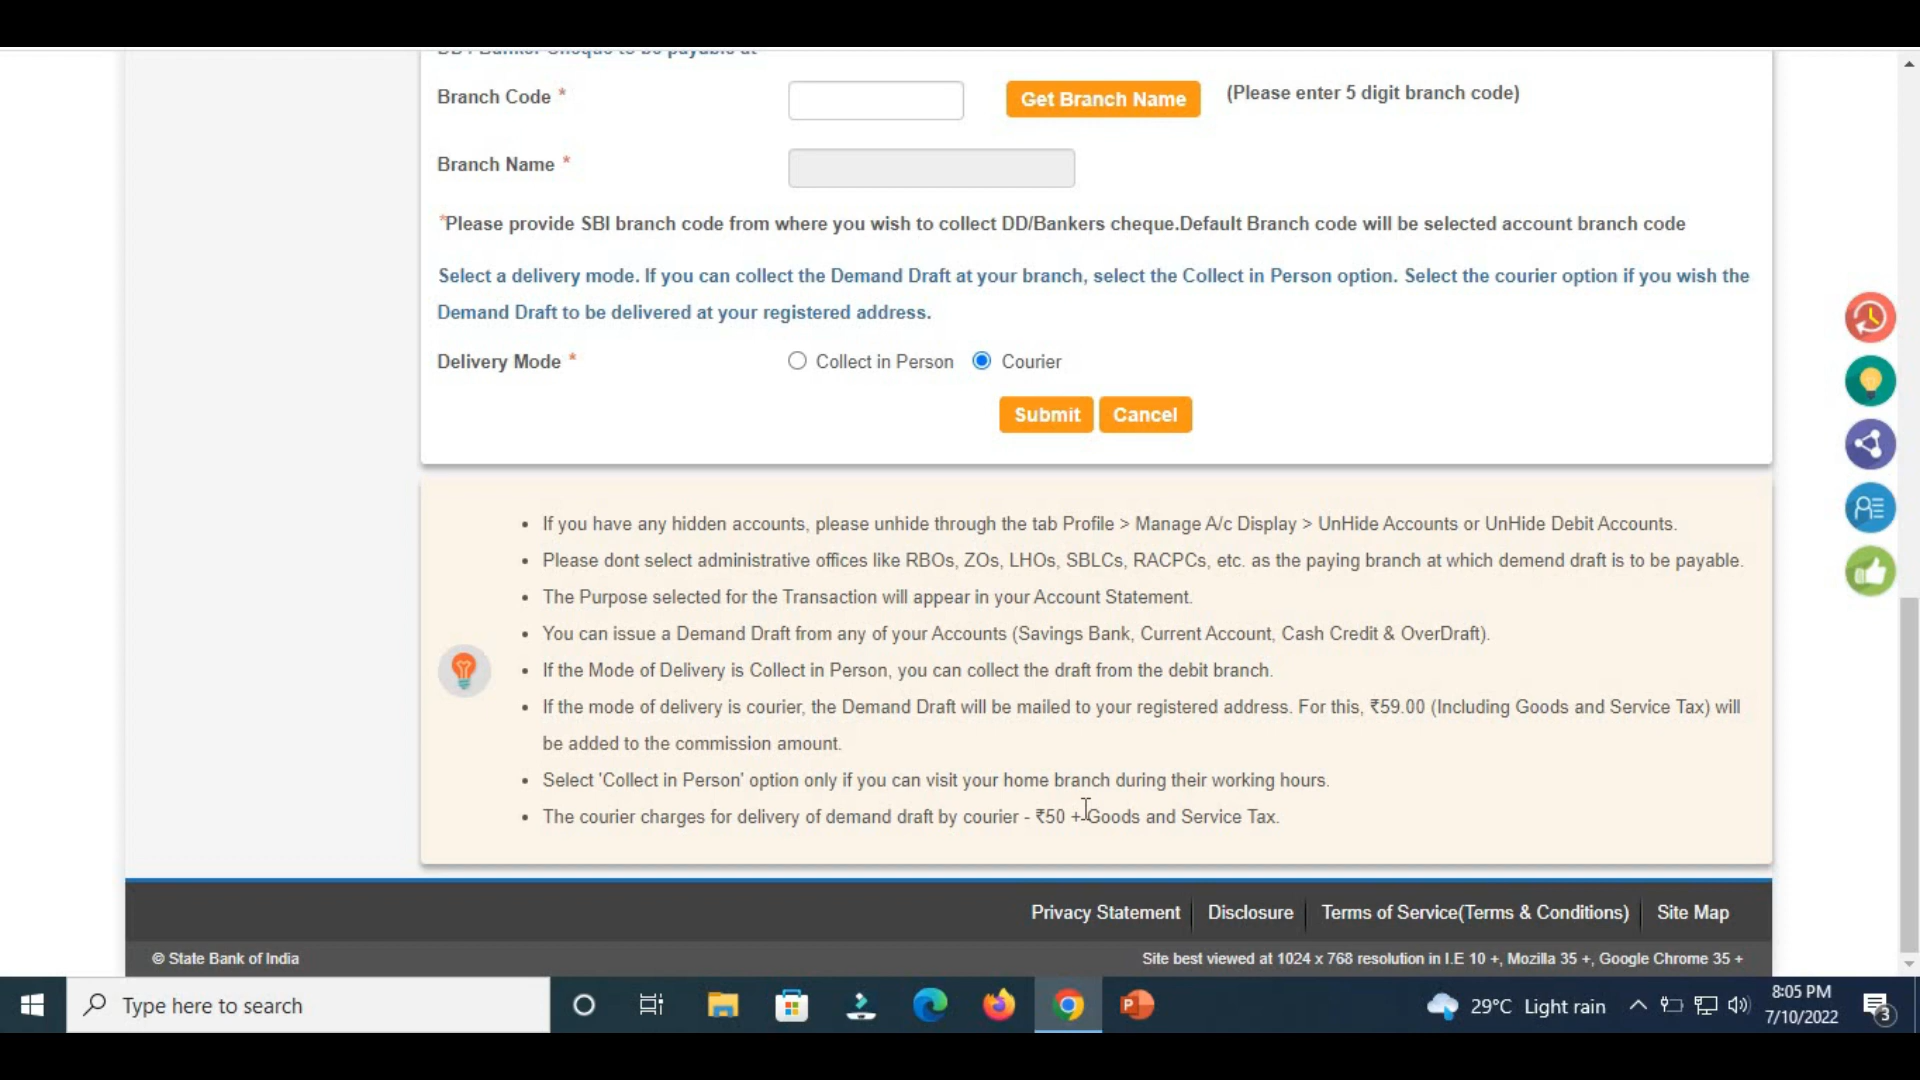 DD / Banker Cheque to be payable at
Branch Code *
Get Branch Name
(Please enter 5 digit branch code)
Branch Name *
*Please provide SBI branch code from where you wish to collect DD/Bankers cheque.Default Branch code will be selected account branch code
Select a delivery mode. If you can collect the Demand Draft at your branch, select the Collect in Person option. Select the courier option if you wish the
Demand Draft to be delivered at your registered address.
Delivery Mode * Collect in Person Courier
Submit Cancel
• If you have any hidden accounts, please unhide through the tab Profile > Manage A/c Display > UnHide Accounts or UnHide Debit Accounts.
• Please dont select administrative offices like RBOs, ZOs, LHOs, SBLCs, RACPCs, etc. as the paying branch at which demend draft is to be payable.
• The Purpose selected for the Transaction will appear in your Account Statement.
• You can issue a Demand Draft from any of your Accounts (Savings Bank, Current Account, Cash Credit & OverDraft).
• If the Mode of Delivery is Collect in Person, you can collect the draft from the debit branch.
• If the mode of delivery is courier, the Demand Draft will be mailed to your registered address. For this, ₹59.00 (Including Goods and Service Tax) will
be added to the commission amount.
• Select 'Collect in Person' option only if you can visit your home branch during their working hours.
• The courier charges for delivery of demand draft by courier - ₹50 + Goods and Service Tax.
Privacy Statement Disclosure Terms of Service(Terms & Conditions) Site Map
© State Bank of India
Site best viewed at 1024 x 768 resolution in I.E 10 +, Mozilla 35 +, Google Chrome 35 +
Type here to search
P
29°C Light rain
8:05 PM
7/10/2022
3